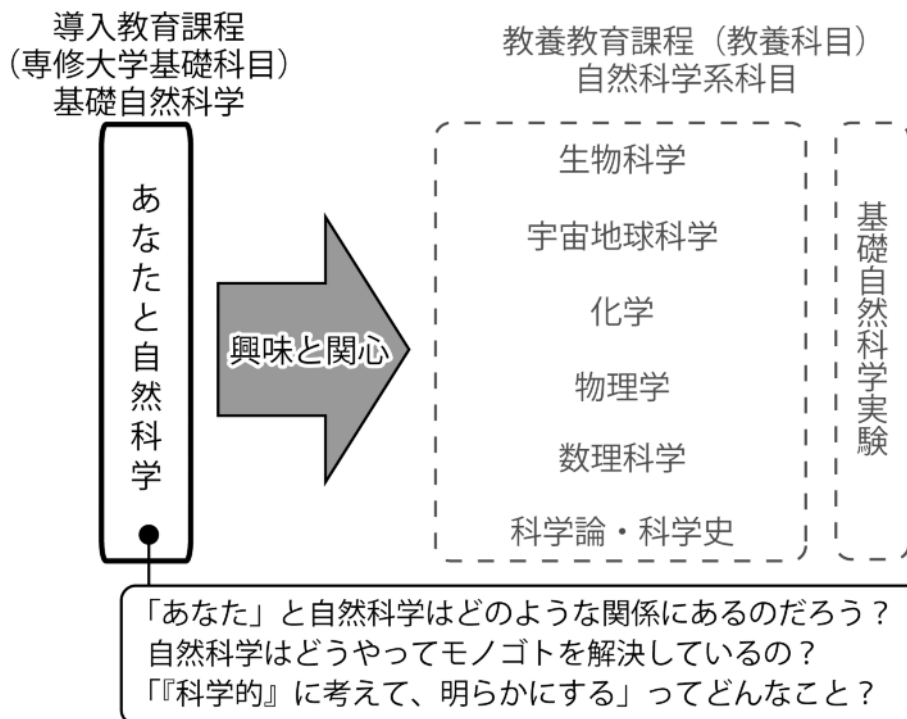 導入教育課程
（専修大学基礎科目）
基礎自然科学
あなたと自然科学
興味と関心
教養教育課程（教養科目）
自然科学系科目
生物科学
宇宙地球科学
化学
物理学
数理科学
科学論・科学史
基礎自然科学実験
「あなた」と自然科学はどのような関係にあるのだろう？
自然科学はどうやってモノゴトを解決しているの？
「『科学的』に考えて、明らかにする」ってどんなこと？